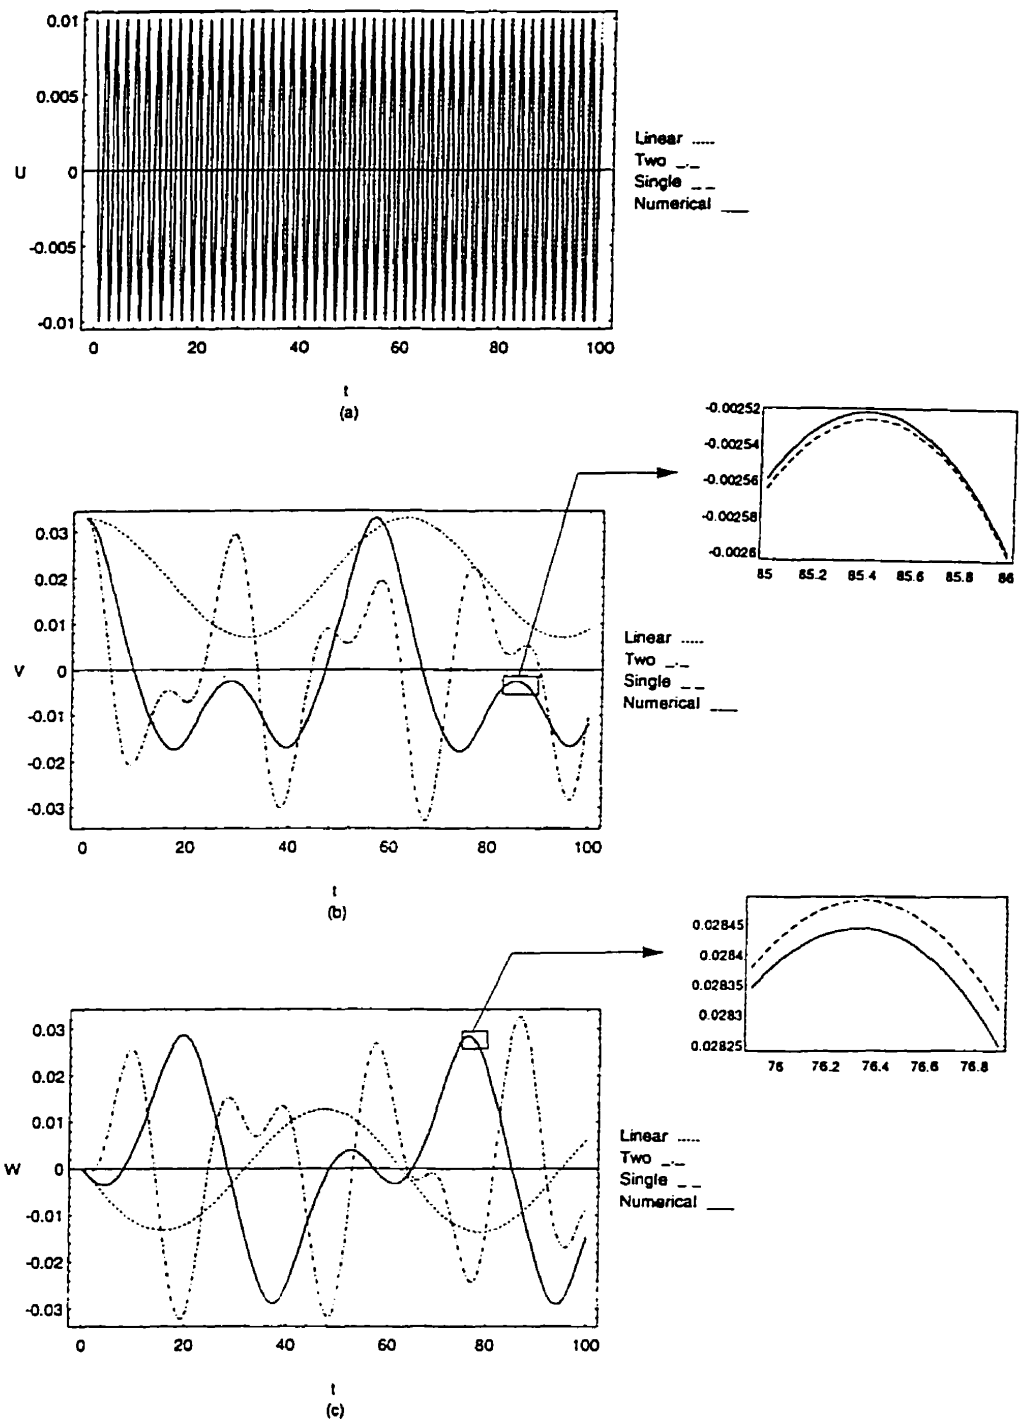 0.01
0.005
U 0
-0.005
-0.01
0 20 40 60 80 100
t
(a)
Linear .....
Two _._
Single _ _
Numerical ___
-0.00252
-0.00254
-0.00256
-0.00258
-0.0026
85 85.2 85.4 85.6 85.8 86
0.03
0.02
0.01
V 0
-0.01
-0.02
-0.03
0 20 40 60 80 100
t
(b)
Linear .....
Two _._
Single _ _
Numerical ___
0.02845
0.0284
0.02835
0.0283
0.02825
76 76.2 76.4 76.6 76.8
0.03
0.02
0.01
W 0
-0.01
-0.02
-0.03
0 20 40 60 80 100
t
(c)
Linear .....
Two _._
Single _ _
Numerical ___